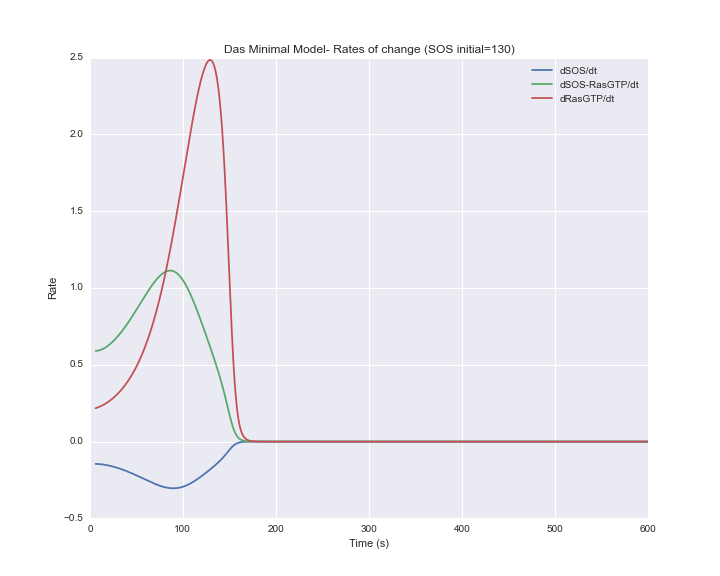 Das Minimal Model- Rates of change (SOS initial=130)
2.5
2.0
1.5
1.0
0.5
0.0
−0.5
Rate
dSOS/dt
dSOS-RasGTP/dt
dRasGTP/dt
0 100 200 300 400 500 600
Time (s)